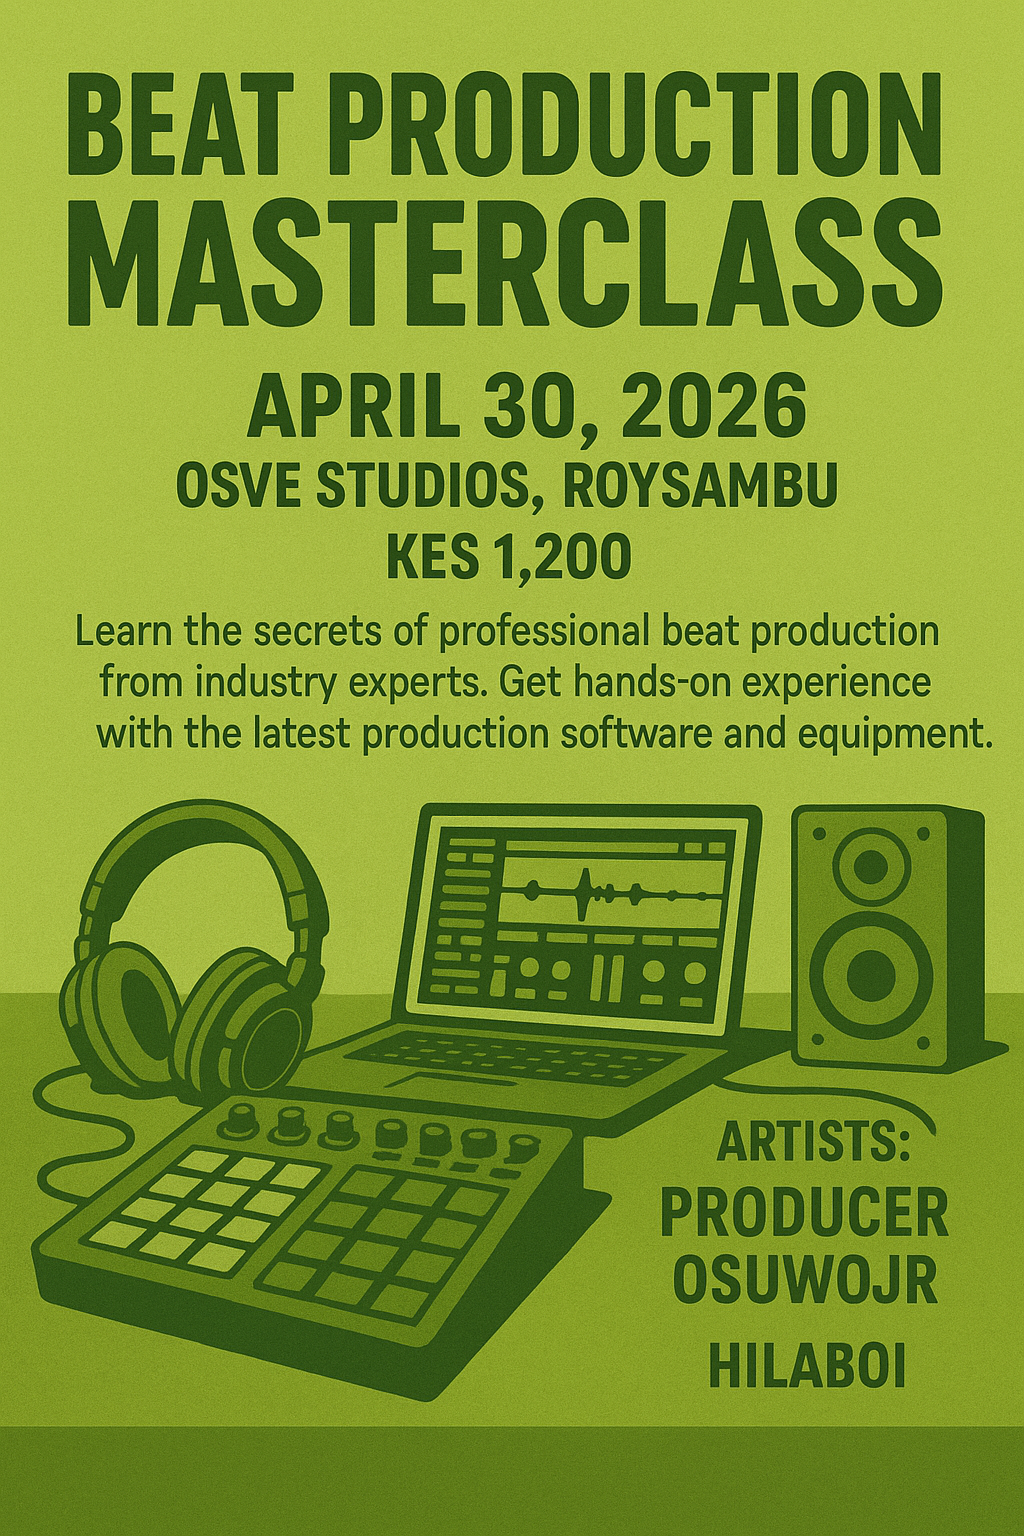 BEAT PRODUCTION
MASTERCLASS
APRIL 30, 2026
OSVE STUDIOS, ROYSAMBU
KES 1,200
Learn the secrets of professional beat production
from industry experts. Get hands-on experience
with the latest production software and equipment.
ARTISTS:
PRODUCER
OSUWOJR
HILABOI